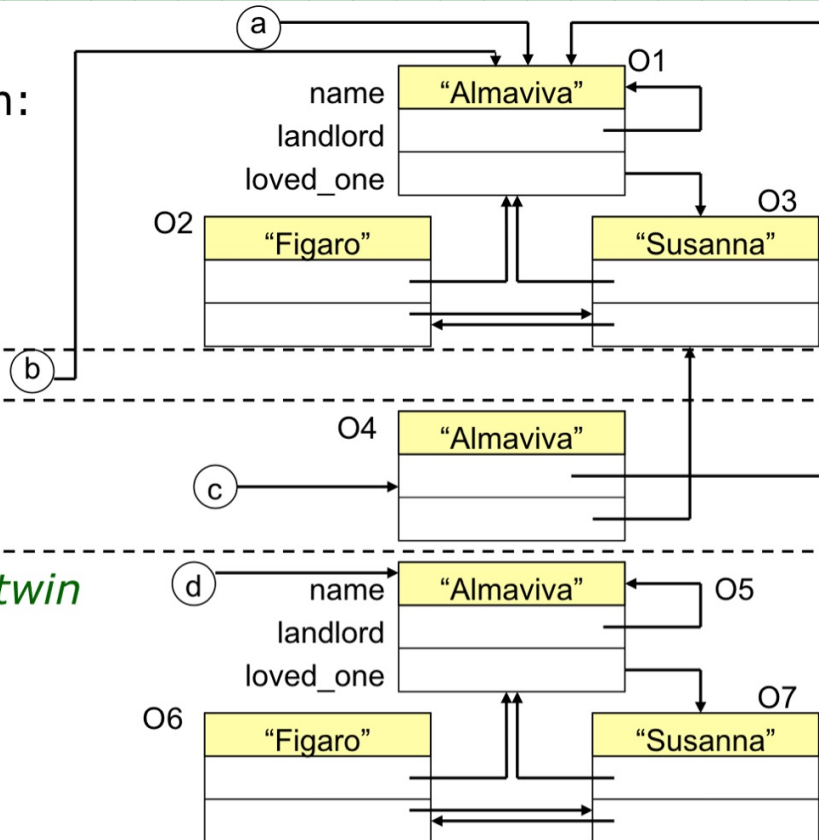 a
O1
n:
name
“Almaviva”
landlord
loved_one
O3
O2
“Figaro”
“Susanna”
b
O4
“Almaviva”
c
twin
d
name
“Almaviva”
O5
landlord
loved_one
O7
O6
“Figaro”
“Susanna”